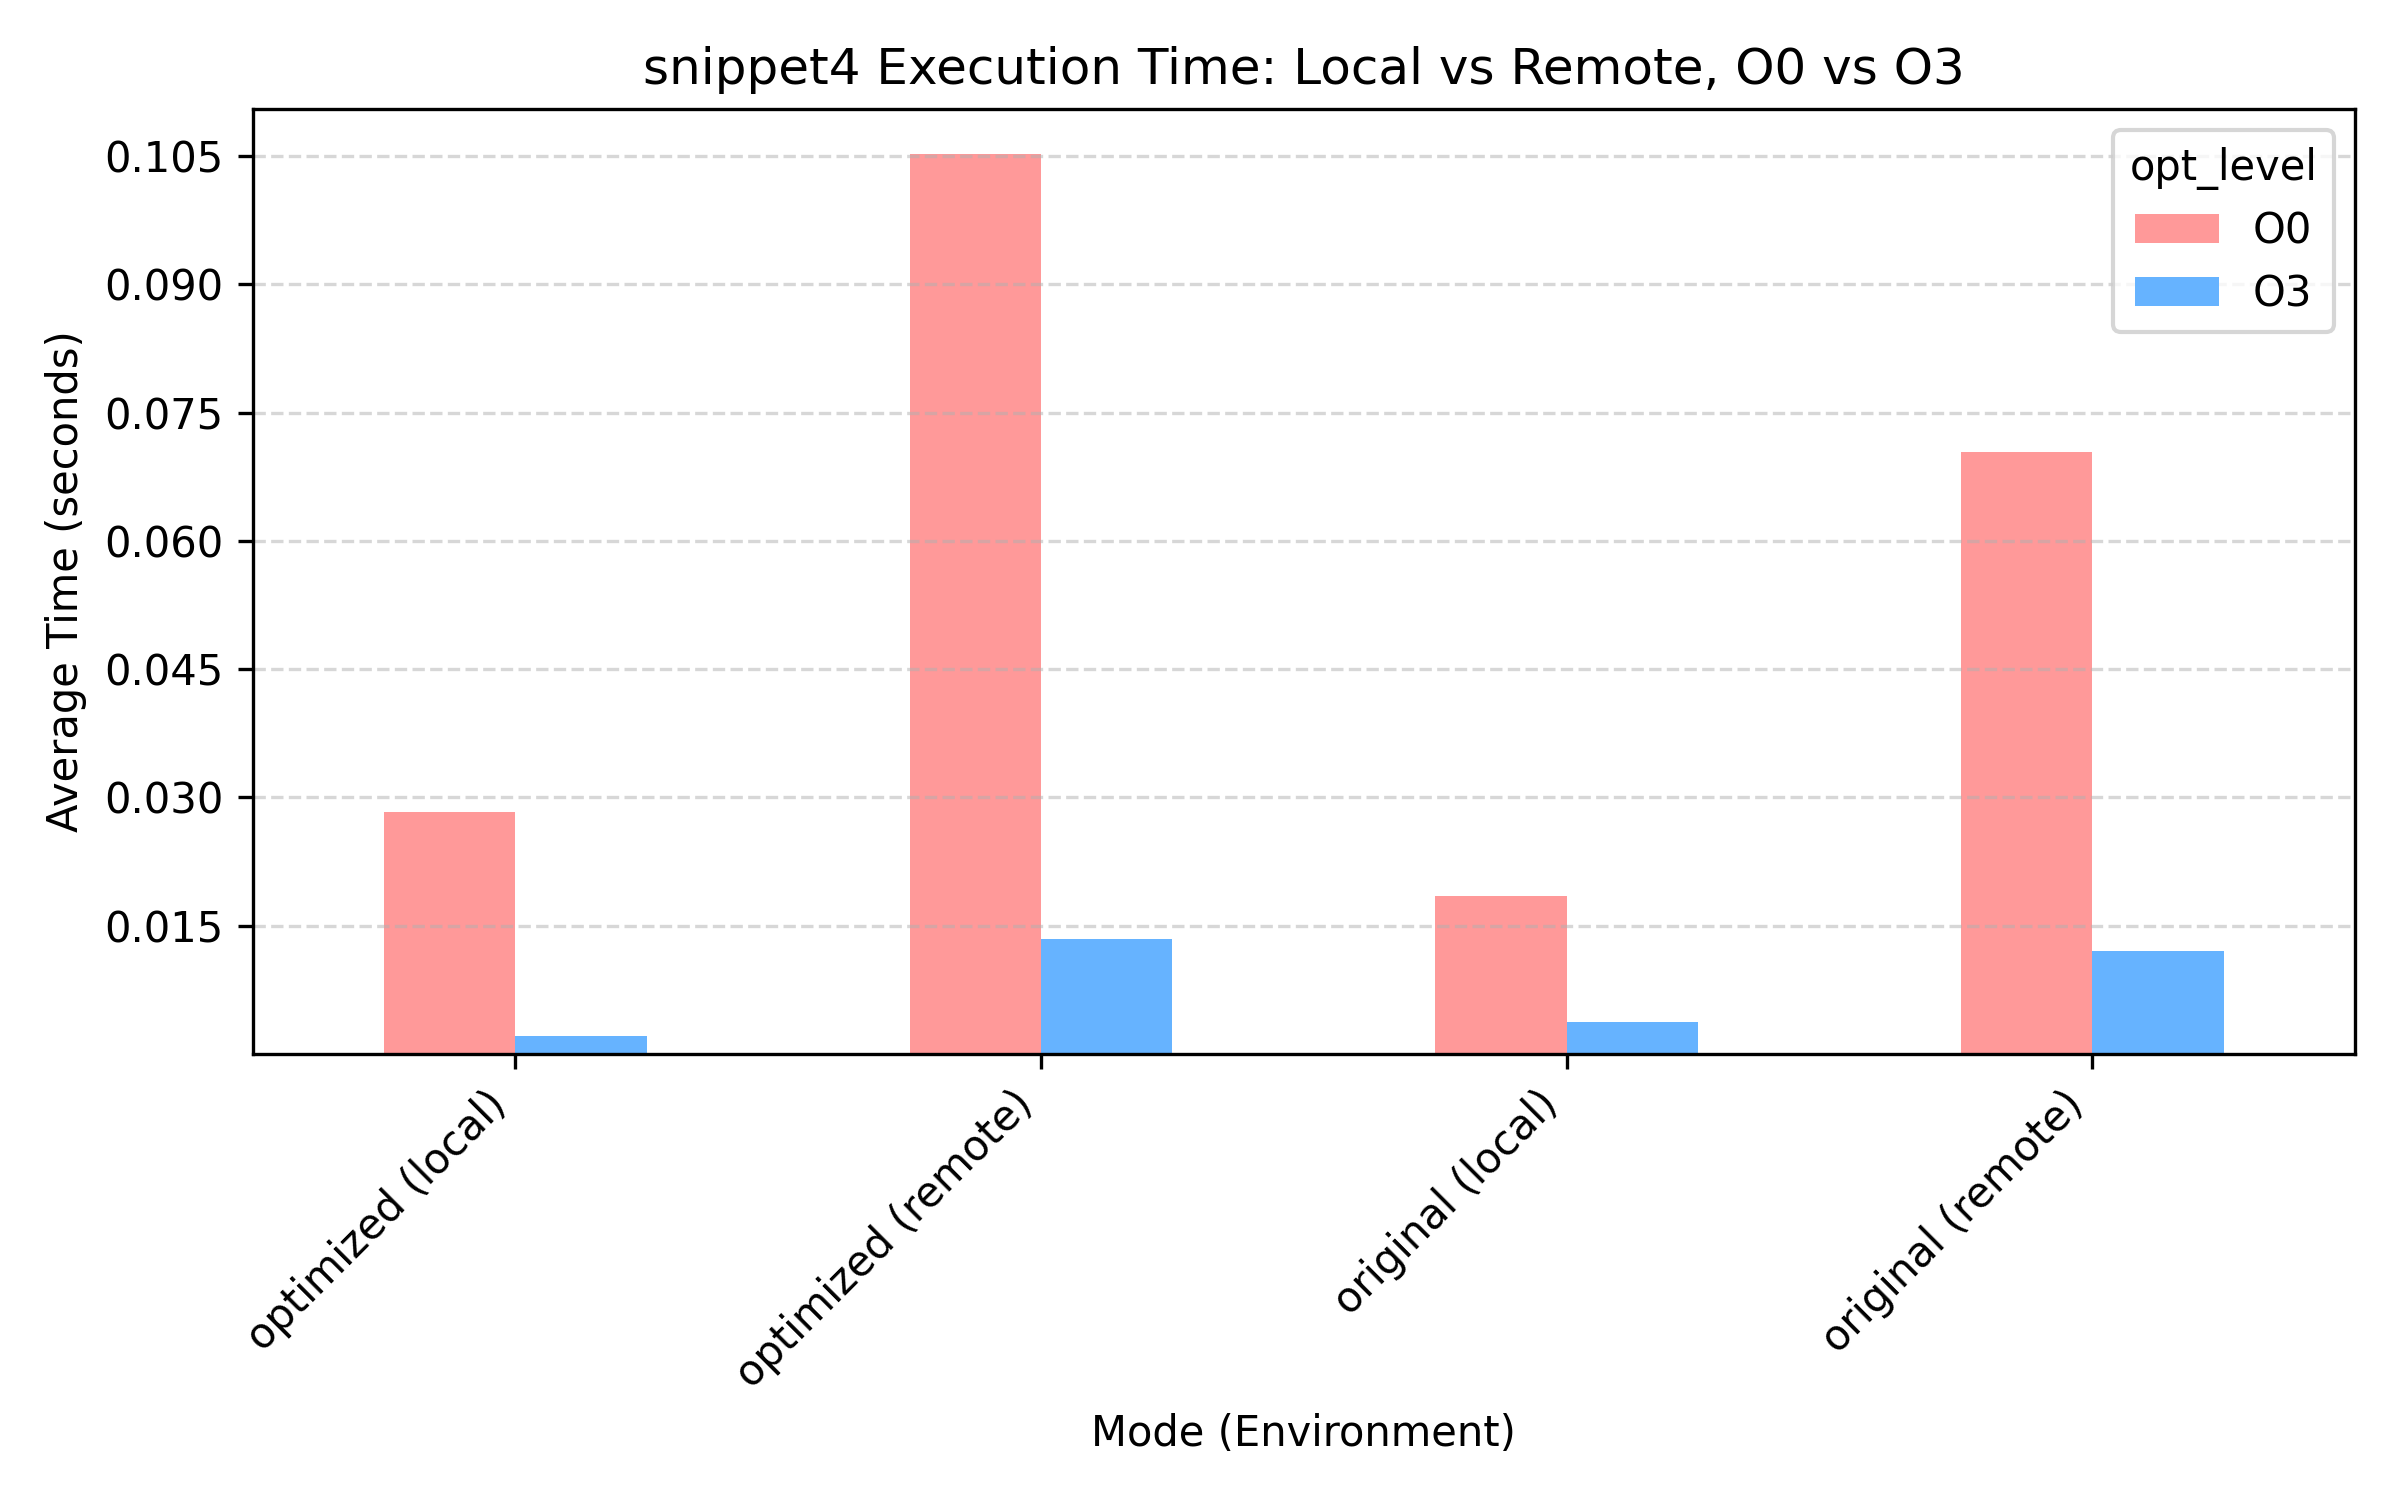 snippet4 Execution Time: Local vs Remote, O0 vs O3
opt_level
O0
O3
Average Time (seconds)
0.105
0.090
0.075
0.060
0.045
0.030
0.015
optimized (local)
optimized (remote)
original (local)
original (remote)
Mode (Environment)